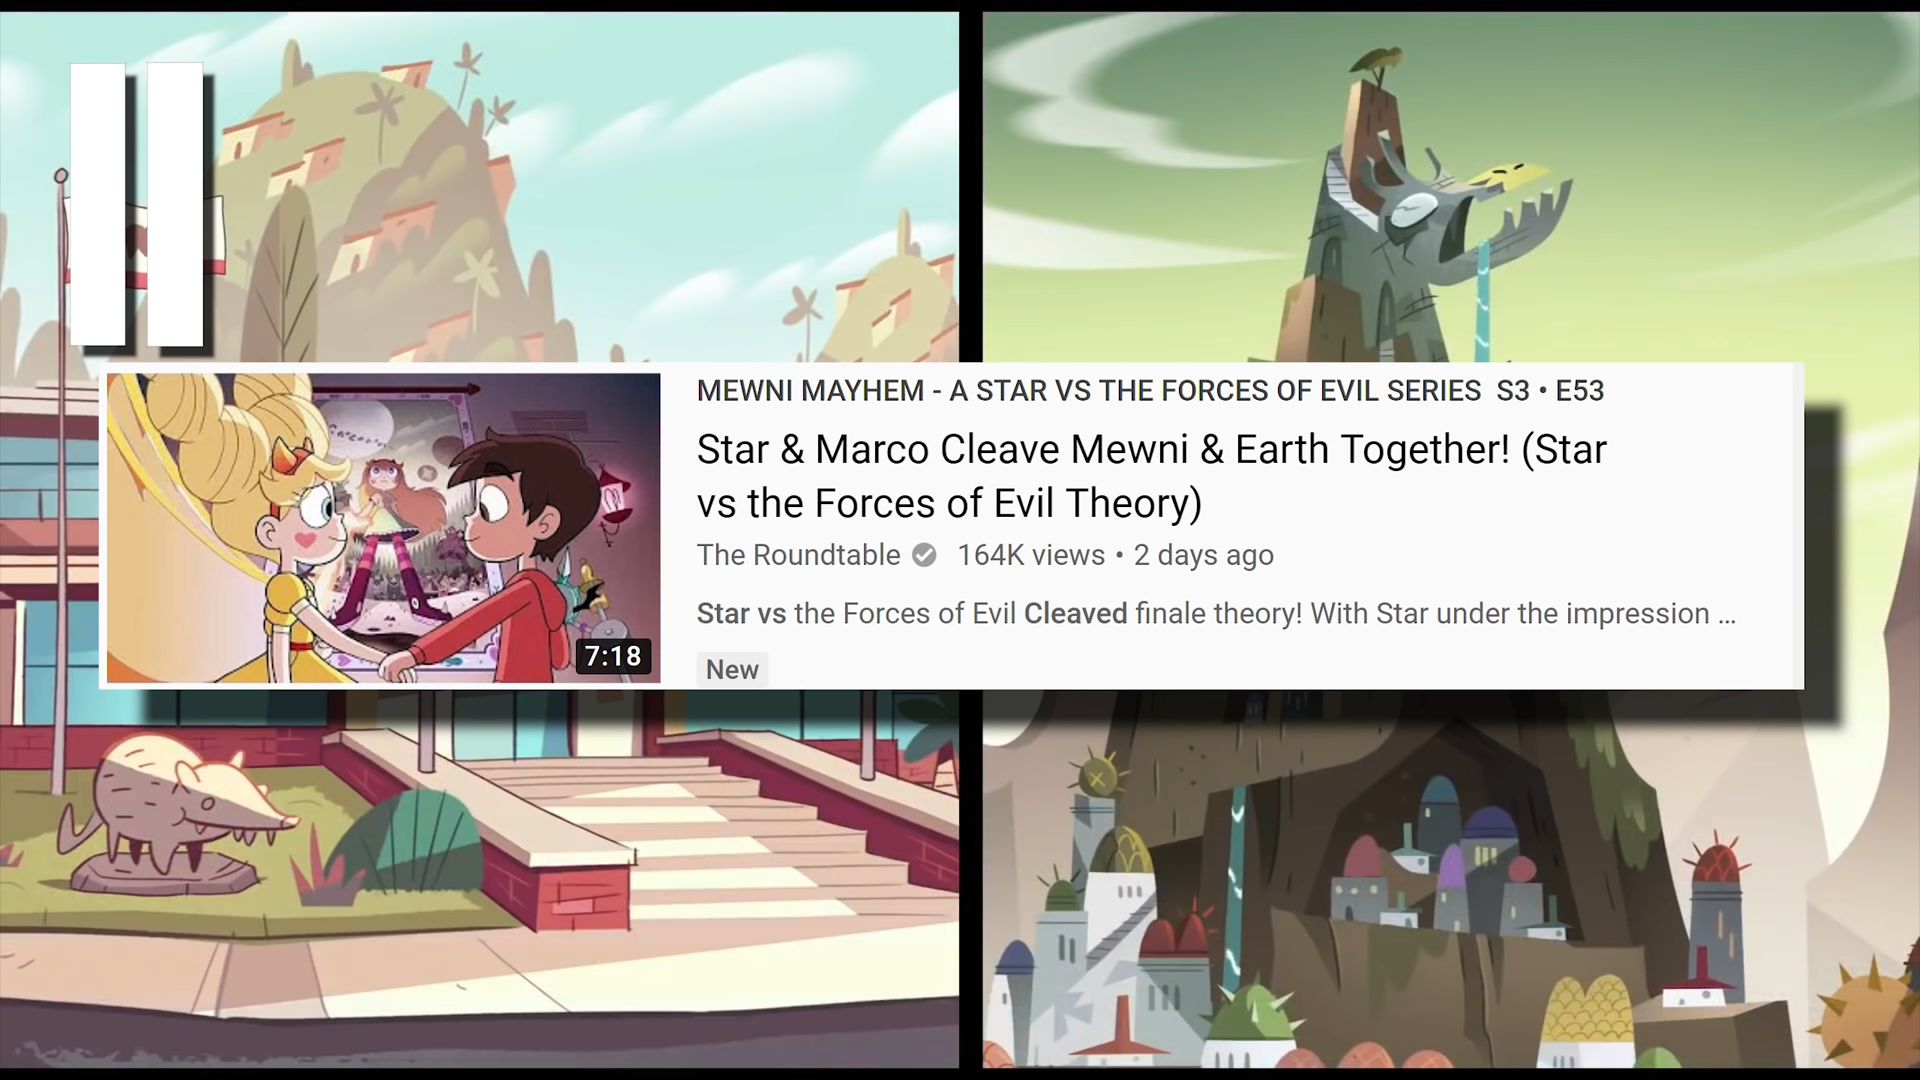 MEWNI MAYHEM - A STAR VS THE FORCES OF EVIL SERIES S3 • E53
Star & Marco Cleave Mewni & Earth Together! (Star
vs the Forces of Evil Theory)
The Roundtable 164K views • 2 days ago
Star vs the Forces of Evil Cleaved finale theory! With Star under the impression ...
7:18
New